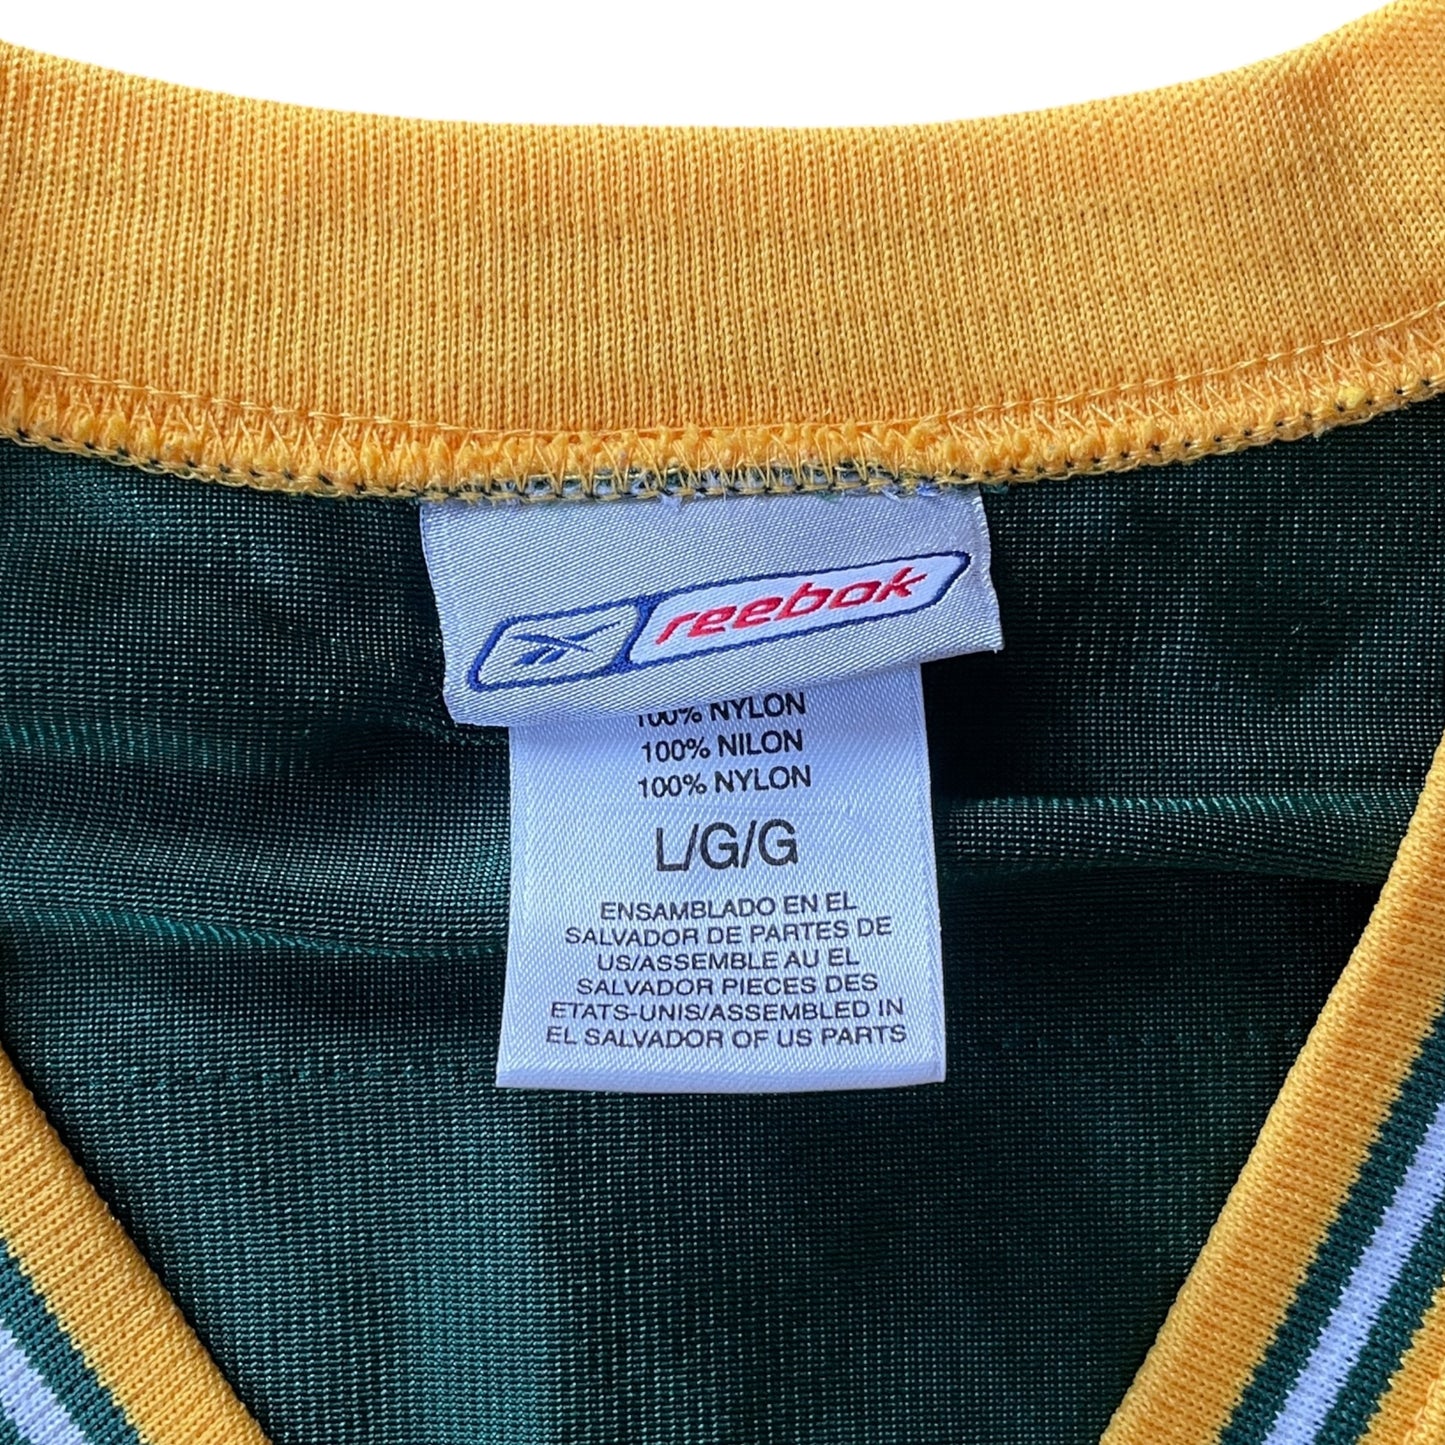 reebok
100% NYLON
100% NILON
100% NYLON
L/G/G
ENSAMBLADO EN EL
SALVADOR DE PARTES DE
US/ASSEMBLE AU EL
SALVADOR PIECES DES
ETATS-UNIS/ASSEMBLED IN
EL SALVADOR OF US PARTS